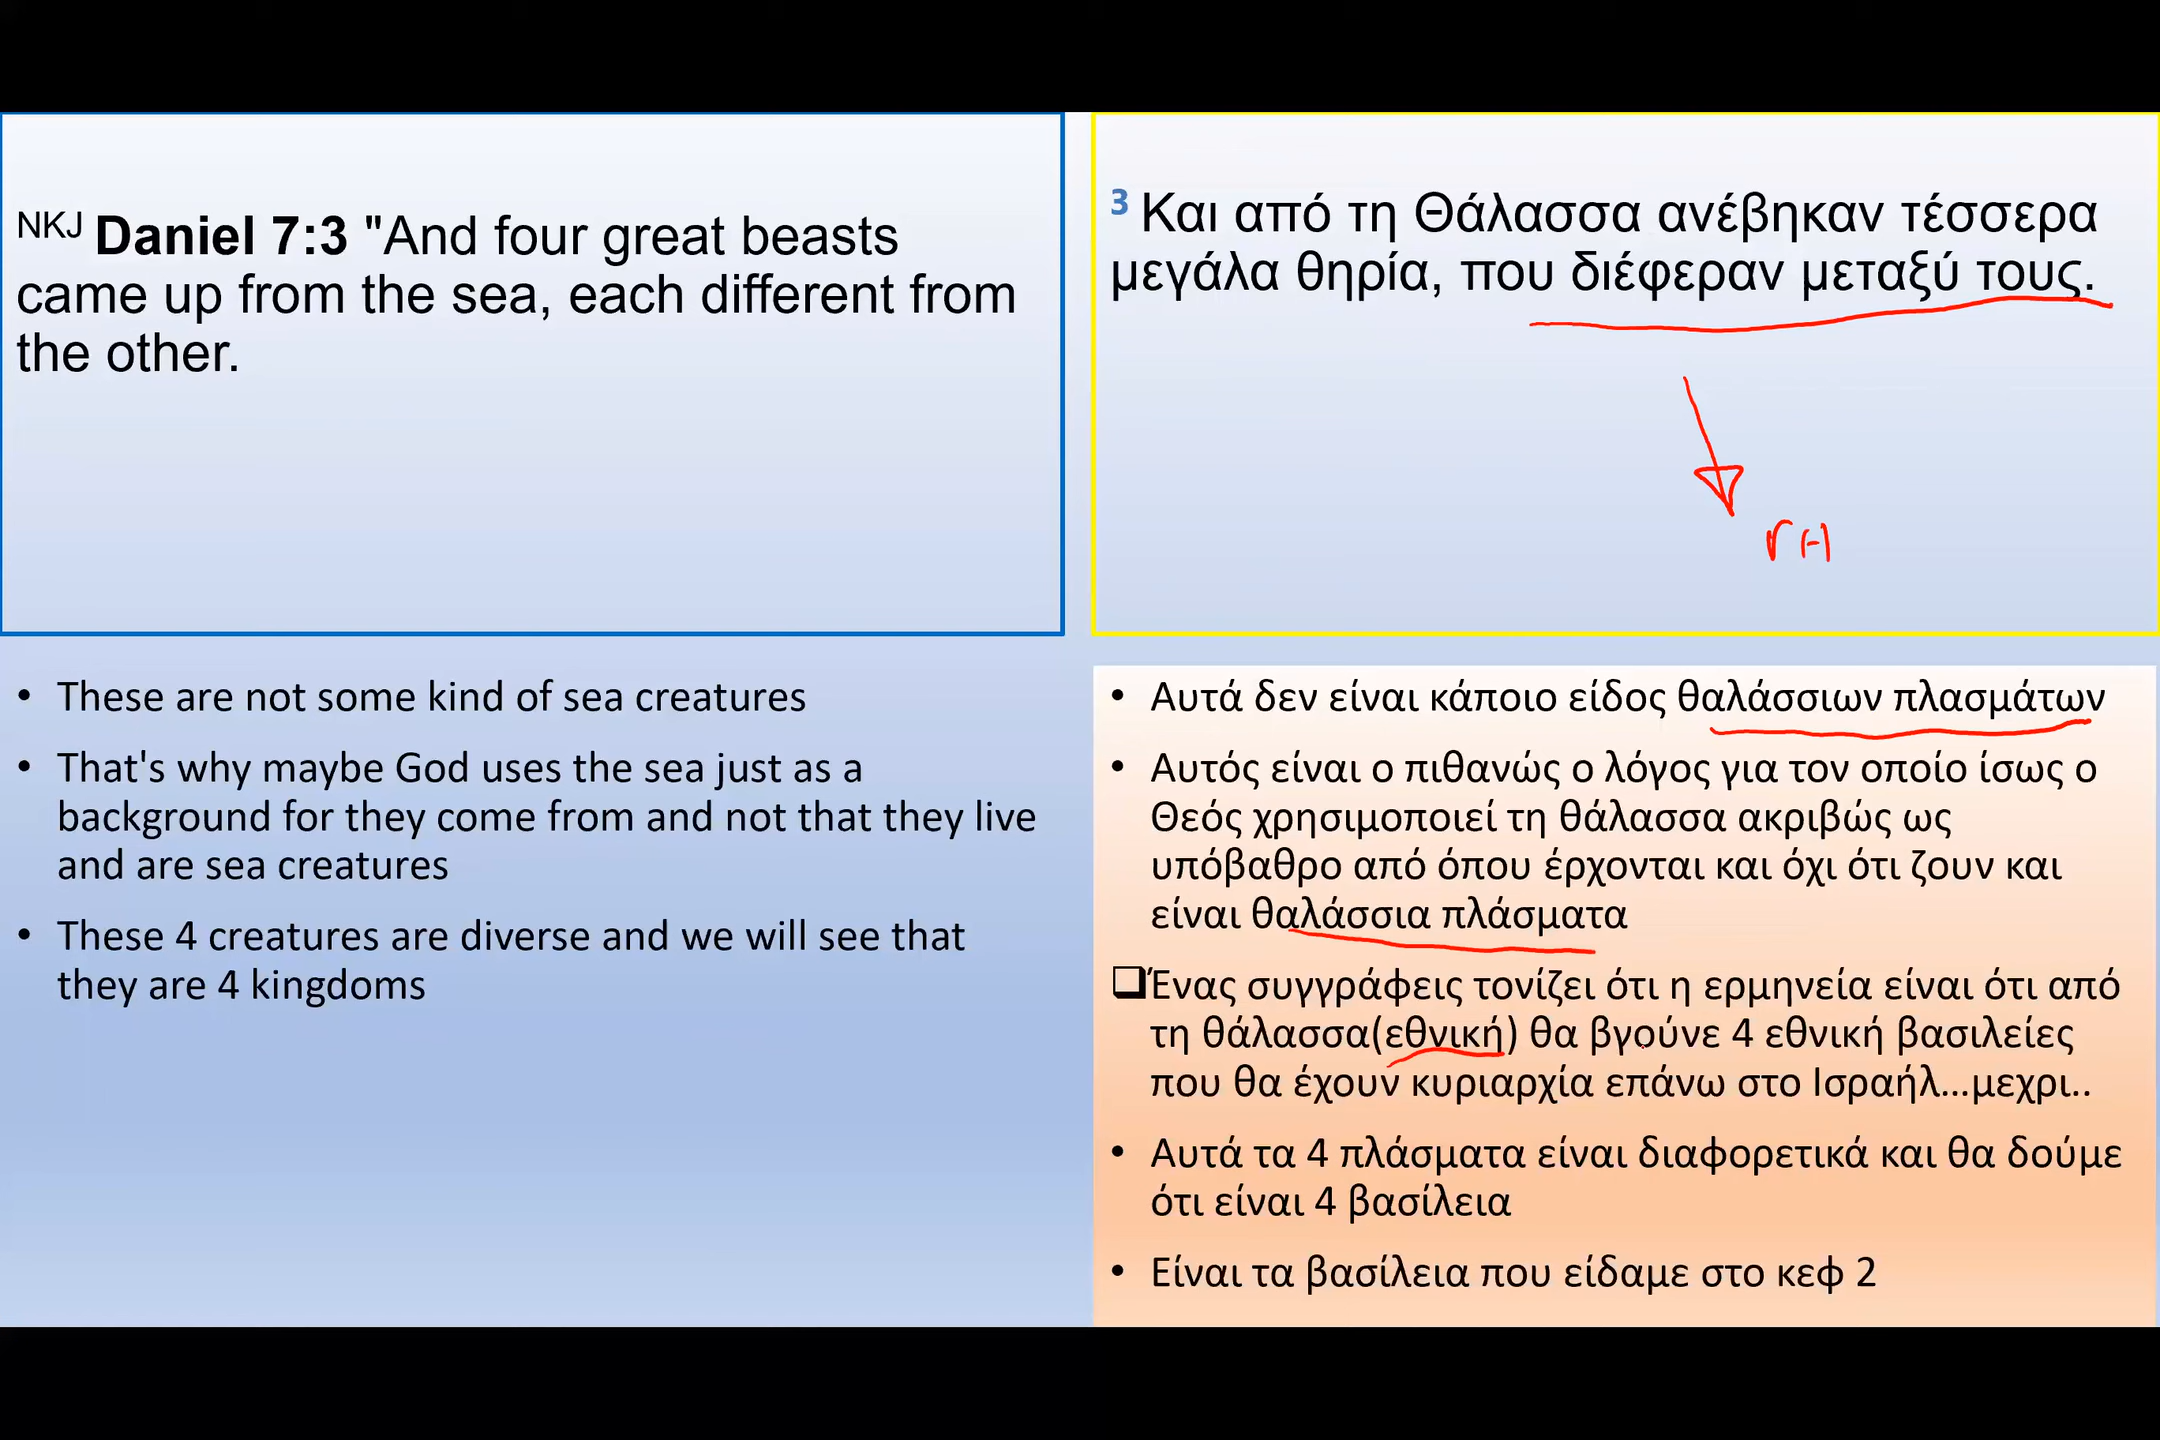 NKJ Daniel 7:3 "And four great beasts
came up from the sea, each different from
the other.
3 Και από τη Θάλασσα ανέβηκαν τέσσερα
μεγάλα θηρία, που διέφεραν μεταξύ τους.
• These are not some kind of sea creatures
• That's why maybe God uses the sea just as a
background for they come from and not that they live
and are sea creatures
• These 4 creatures are diverse and we will see that
they are 4 kingdoms
• Αυτά δεν είναι κάποιο είδος θαλάσσιων πλασμάτων
• Αυτός είναι ο πιθανώς ο λόγος για τον οποίο ίσως ο
Θεός χρησιμοποιεί τη θάλασσα ακριβώς ως
υπόβαθρο από όπου έρχονται και όχι ότι ζουν και
είναι θαλάσσια πλάσματα
❑Ένας συγγράφεις τονίζει ότι η ερμηνεία είναι ότι από
τη θάλασσα(εθνική) θα βγούνε 4 εθνική βασιλείες
που θα έχουν κυριαρχία επάνω στο Ισραήλ...μεχρι..
• Αυτά τα 4 πλάσματα είναι διαφορετικά και θα δούμε
ότι είναι 4 βασίλεια
• Είναι τα βασίλεια που είδαμε στο κεφ 2